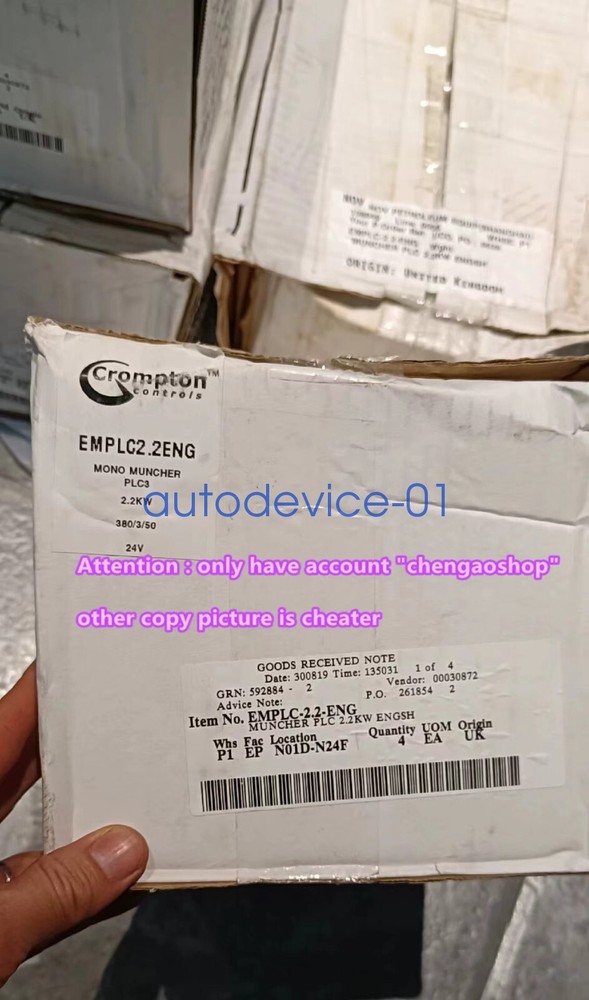 ORIGIN: UNITED KINGDOM
Crompton™
controls
EMPLC2.2ENG
MONO MUNCHER
PLC3
2.2KW
380/3/50
24V
autodevice-01
Attention : only have account "chengaoshop"
other copy picture is cheater
GOODS RECEIVED NOTE
Date: 300819 Time: 135031 1 of 4
GRN: 592884 - 2 Vendor: 00030872
Advice Note: P.O. 261854 2
Item No. EMPLC-2.2-ENG
MUNCHER PLC 2.2KW ENGSH
Whs Fac Location Quantity UOM Origin
P1 EP N01D-N24F 4 EA UK